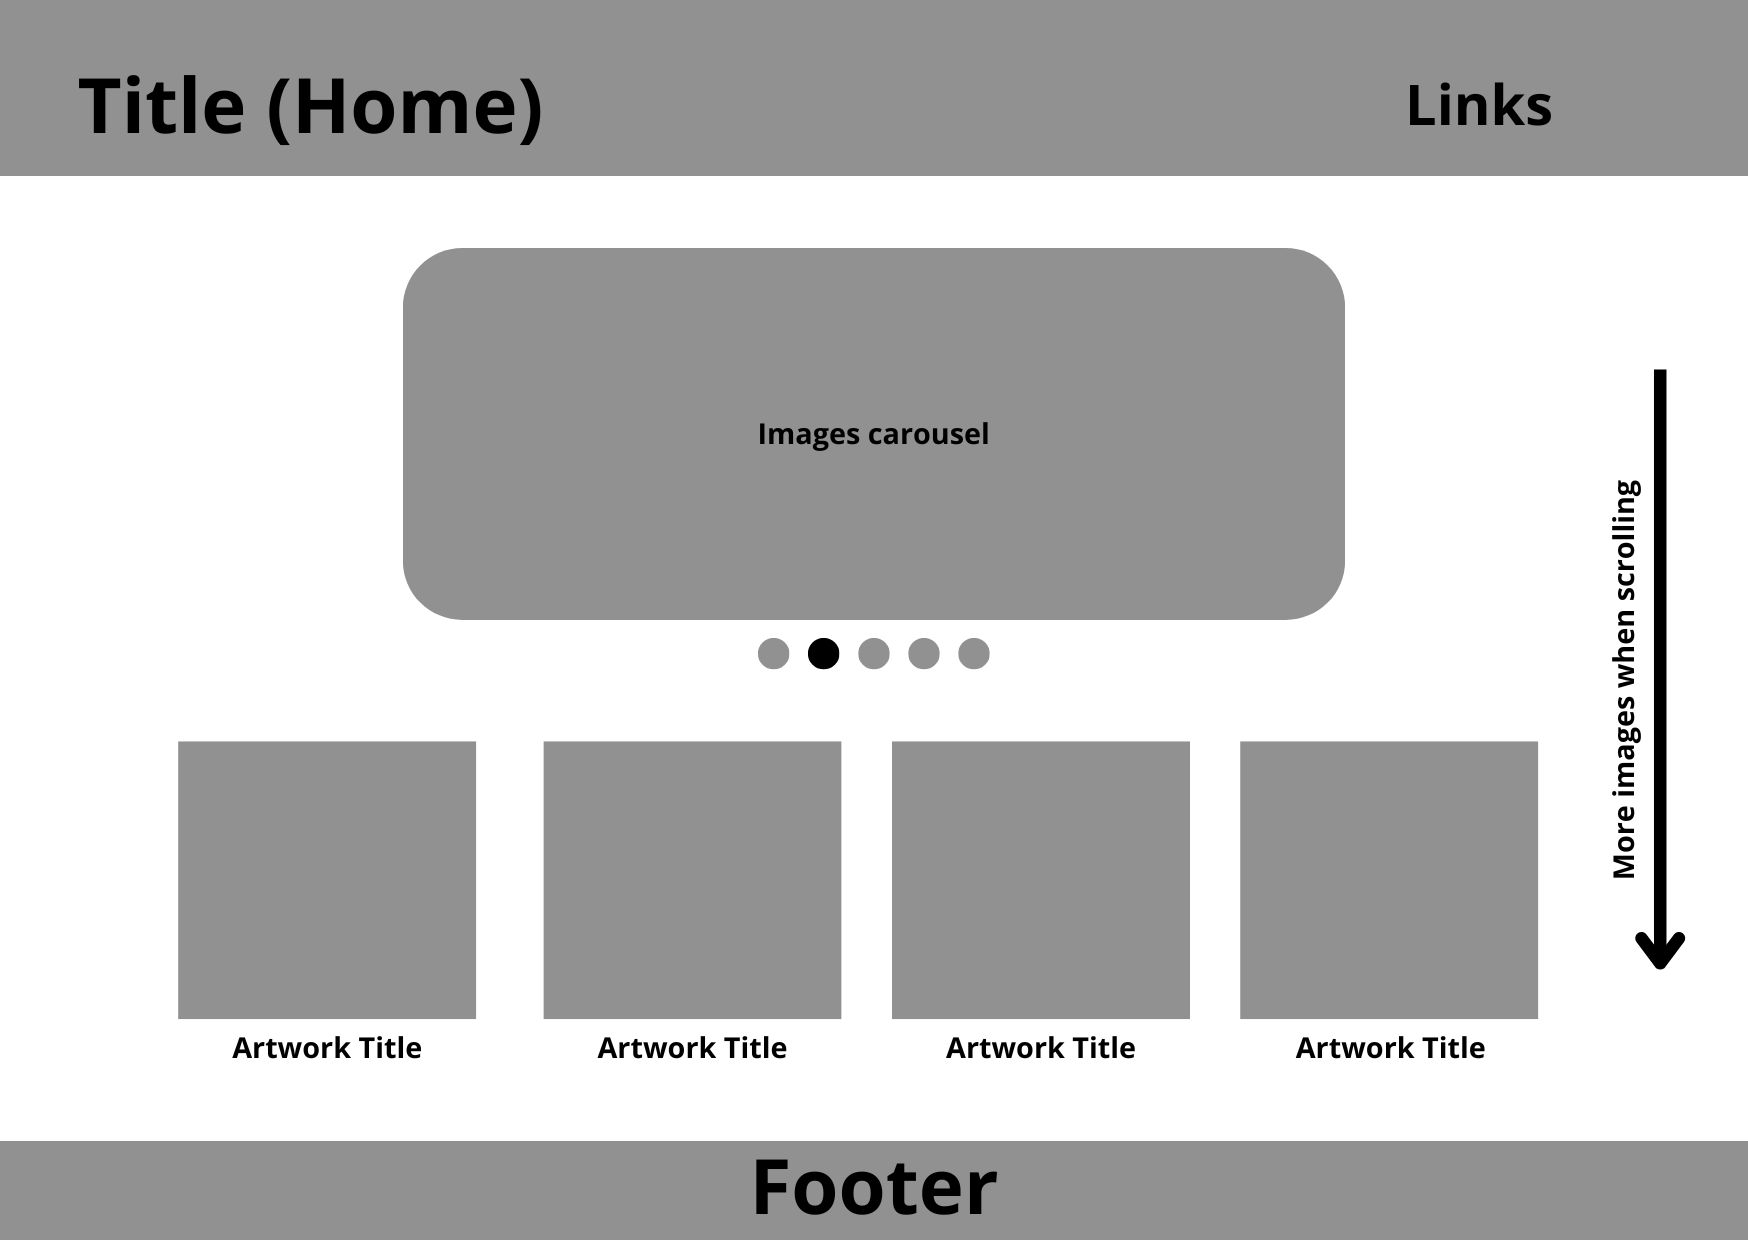 Title (Home)
Links
Images carousel
More images when scrolling
Artwork Title
Artwork Title
Artwork Title
Artwork Title
Footer